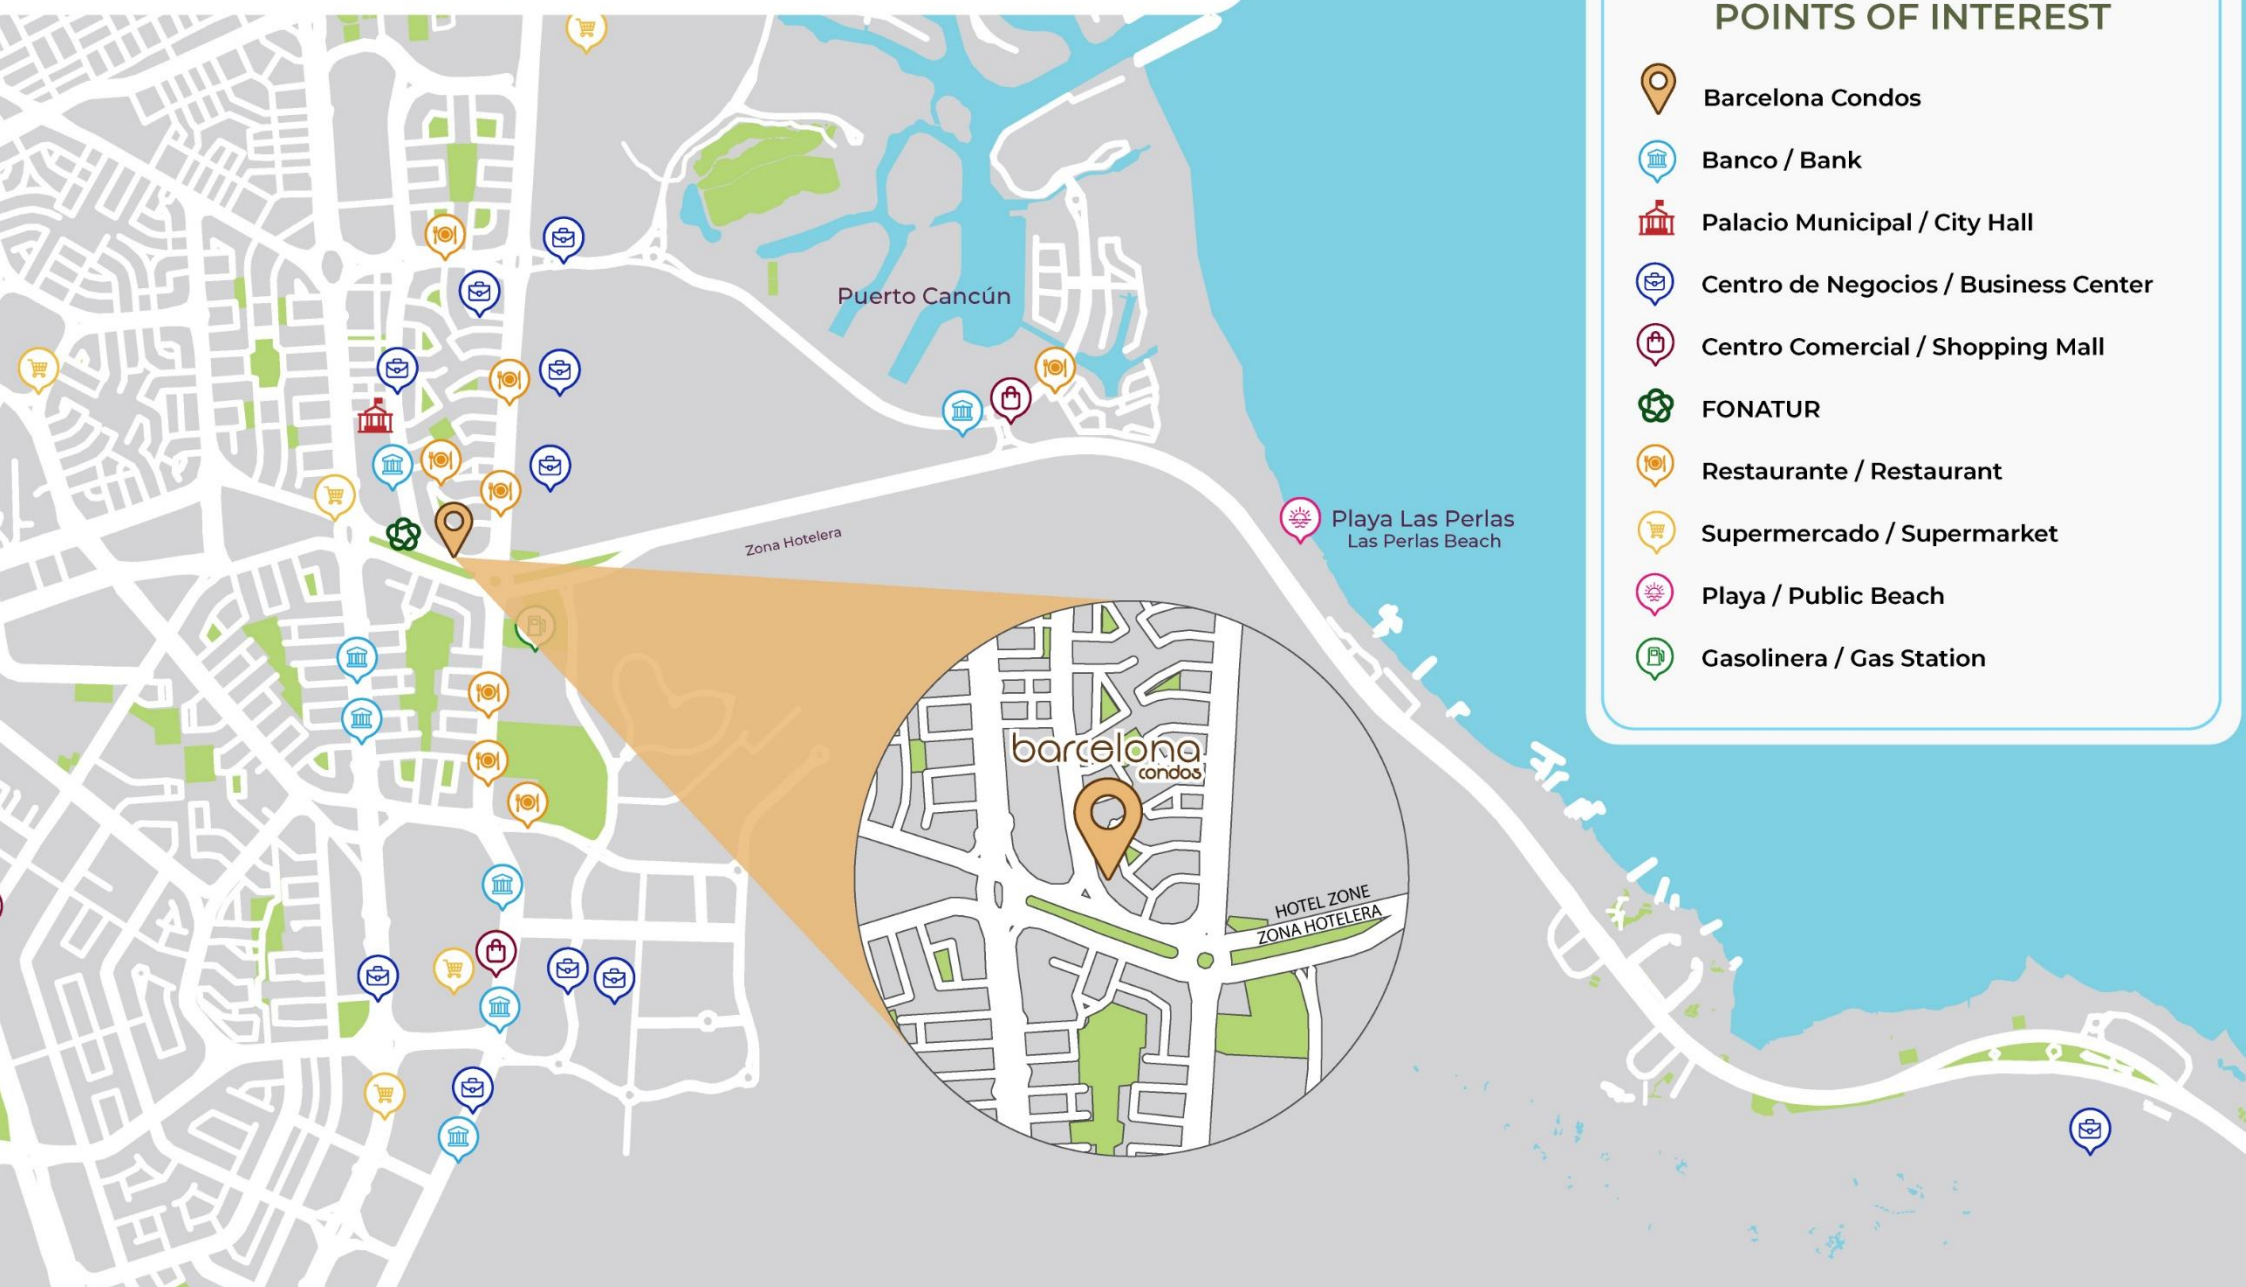 POINTS OF INTEREST
Barcelona Condos
Banco / Bank
Palacio Municipal / City Hall
Centro de Negocios / Business Center
Centro Comercial / Shopping Mall
FONATUR
Restaurante / Restaurant
Supermercado / Supermarket
Playa / Public Beach
Gasolinera / Gas Station
Puerto Cancún
Playa Las Perlas
Las Perlas Beach
Zona Hotelera
barcelona
condos
HOTEL ZONE
ZONA HOTELERA